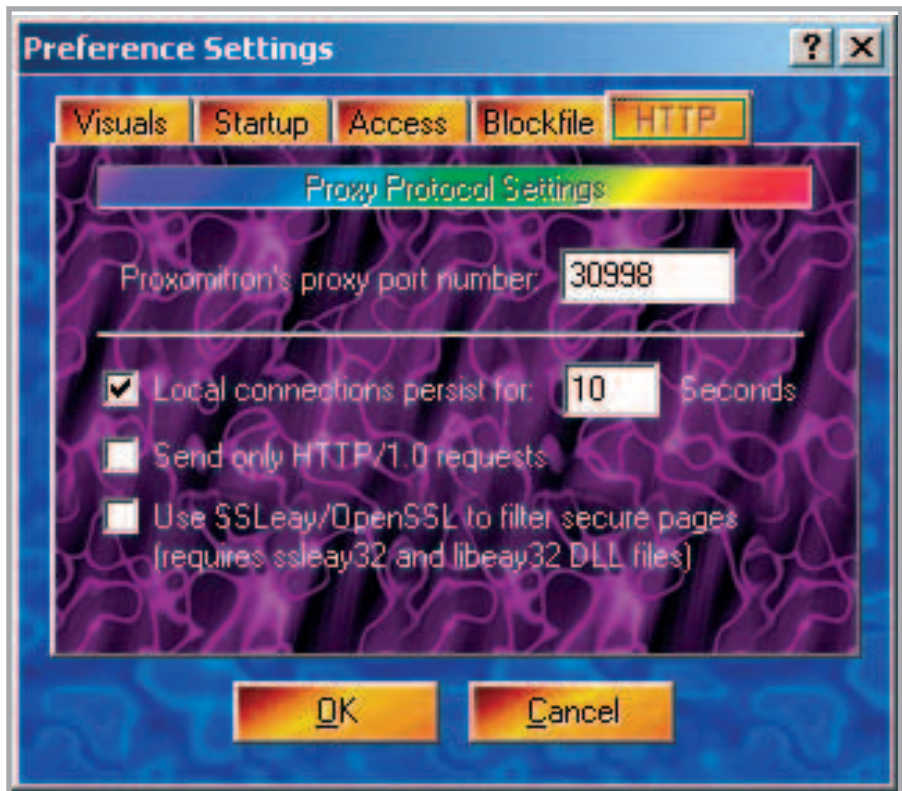 Preference Settings
Visuals Startup Access Blockfile HTTP
Proxy Protocol Settings
Proxomitron's proxy port number: 30998
Local connections persist for: 10 Seconds
Send only HTTP/1.0 requests
Use SSLeay/OpenSSL to filter secure pages
(requires ssleay32 and libeay32 DLL files)
OK Cancel